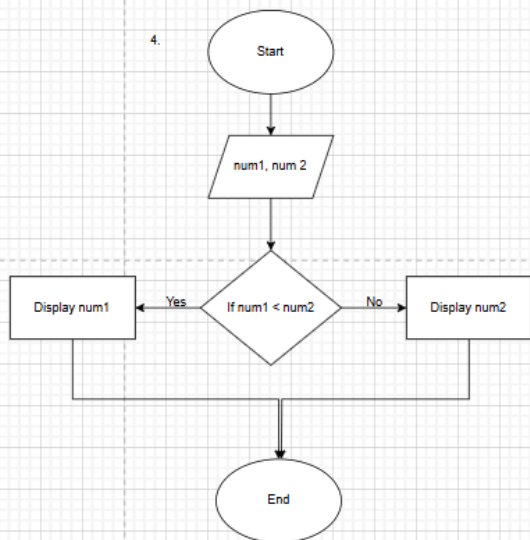 4.
Start
num1, num 2
If num1 < num2
Yes
No
Display num1
Display num2
End